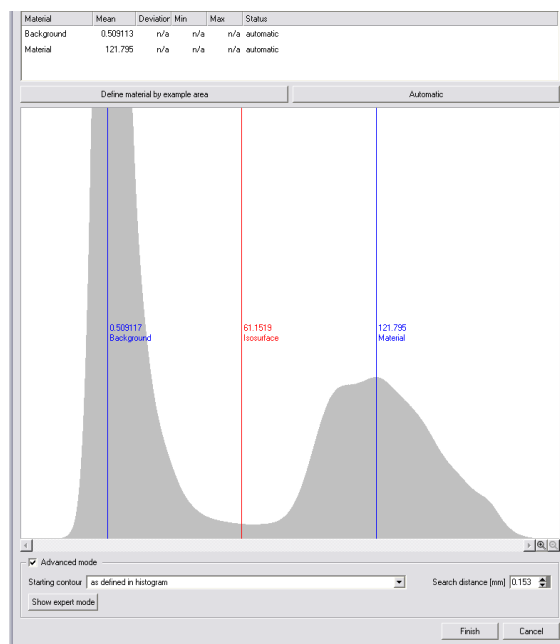 Material Mean Deviation Min Max Status
Background 0.509113 n/a n/a n/a automatic
Material 121.795 n/a n/a n/a automatic
Define material by example area Automatic
0.509117 61.1519 121.795
Background Isosurface Material
Advanced mode
Starting contour as defined in histogram Search distance [mm] 0.153
Show expert mode
Finish Cancel